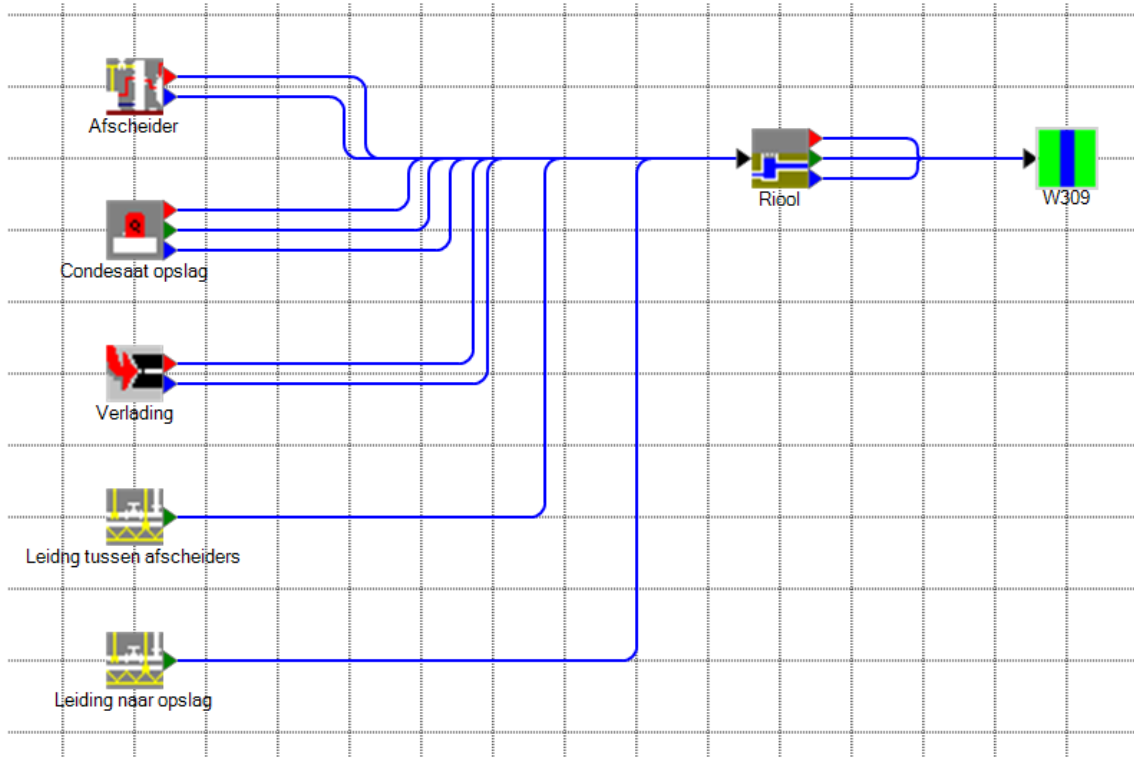 Afscheider
Riool
W309
Condesaat opslag
Verlading
Leidng tussen afscheiders
Leiding naar opslag